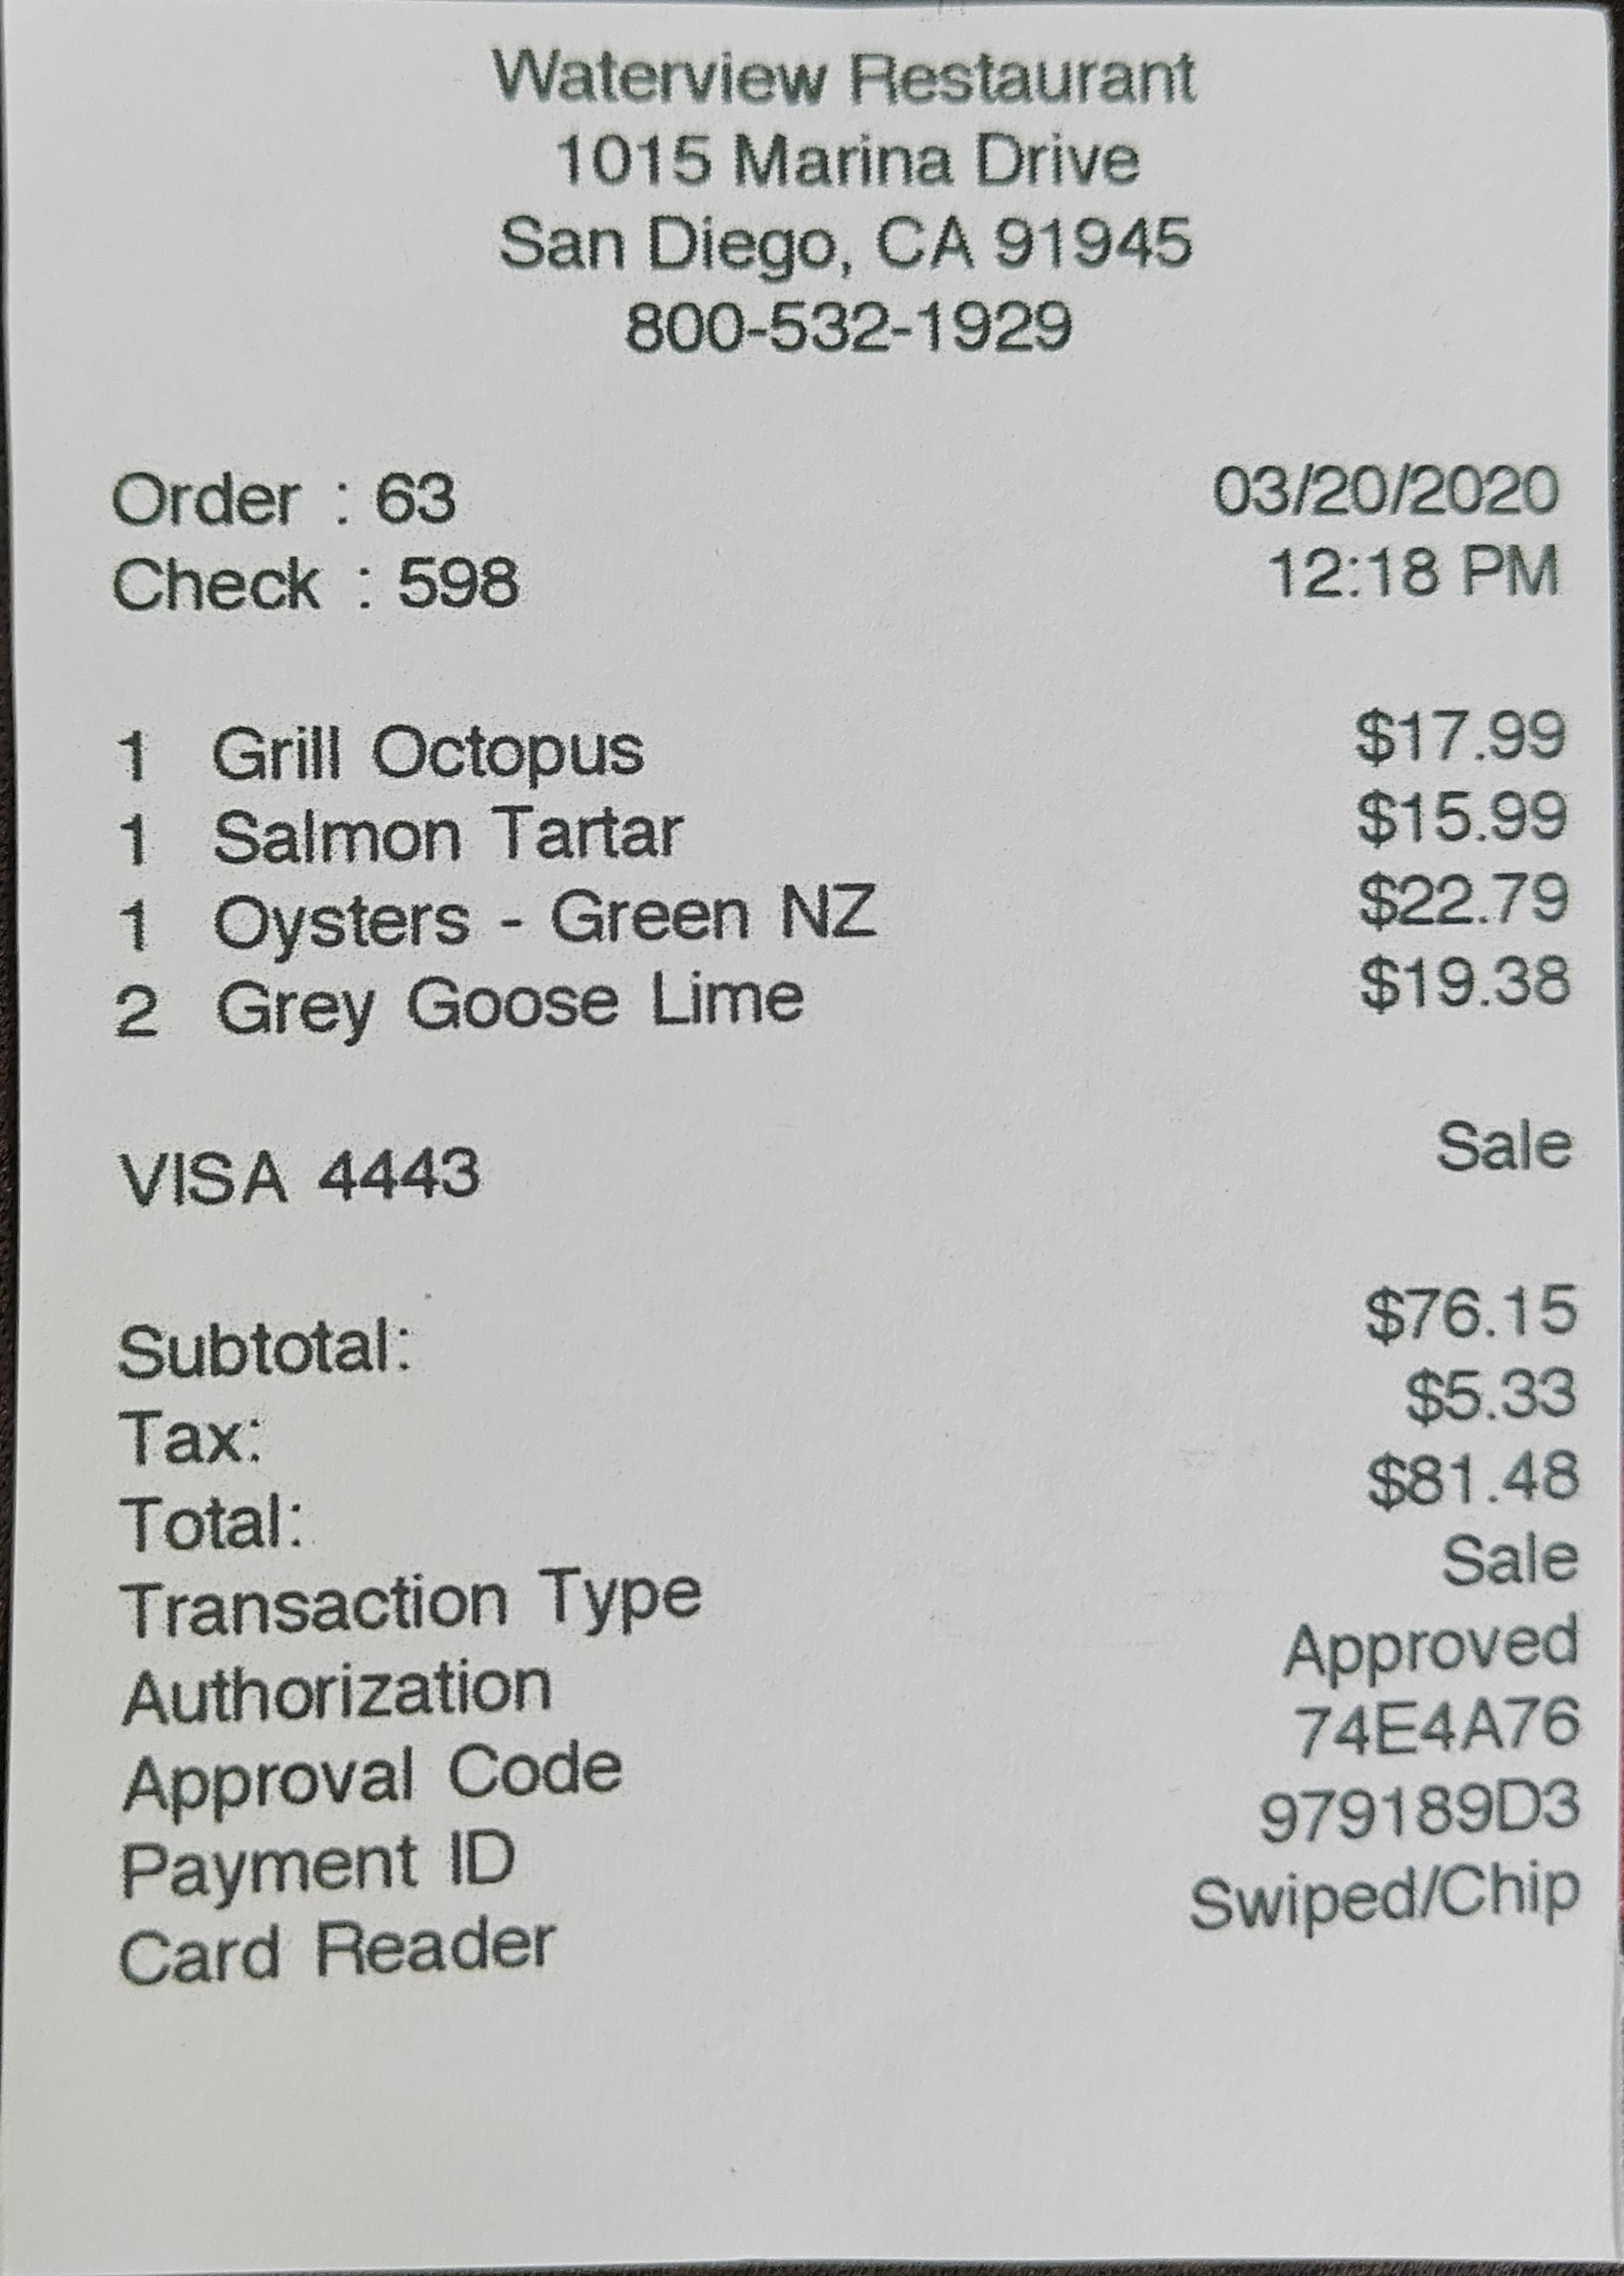 Waterview Restaurant
1015 Marina Drive
San Diego, CA 91945
800-532-1929
Order : 63 03/20/2020
Check : 598 12:18 PM
1 Grill Octopus $17.99
1 Salmon Tartar $15.99
1 Oysters - Green NZ $22.79
2 Grey Goose Lime $19.38
VISA 4443 Sale
Subtotal: $76.15
Tax: $5.33
Total: $81.48
Transaction Type Sale
Authorization Approved
Approval Code 74E4A76
Payment ID 979189D3
Card Reader Swiped/Chip